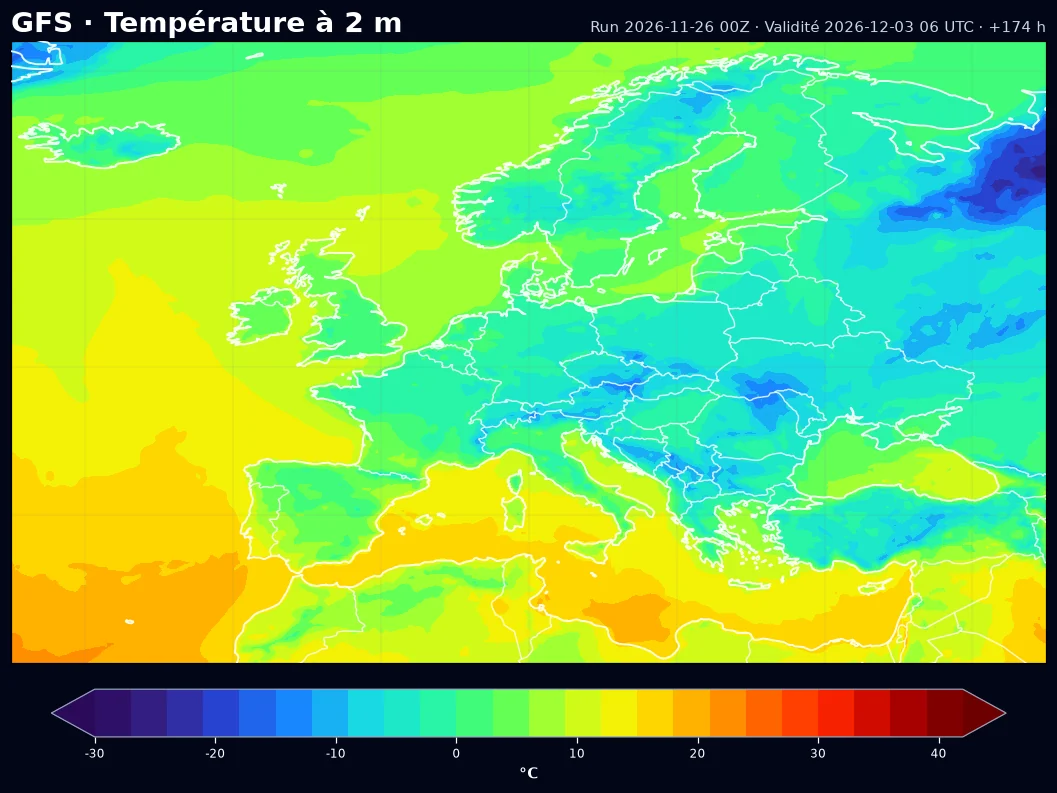 GFS · Température à 2 m
Run 2026-11-26 00Z · Validité 2026-12-03 06 UTC · +174 h
-30 -20 -10 0 10 20 30 40
°C